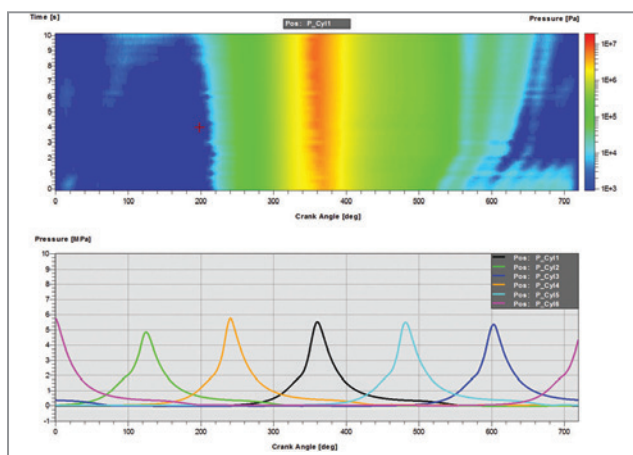 Time [s]
Pos: P_Cyl1
Pressure [Pa]
10
9
8
7
6
5
4
3
2
1
0
1E+7
1E+6
1E+5
1E+4
1E+3
0
100
200
300
400
500
600
700
Crank Angle [deg]
Pressure [MPa]
10
9
8
7
6
5
4
3
2
1
0
-1
Pos: P_Cyl1
Pos: P_Cyl2
Pos: P_Cyl3
Pos: P_Cyl4
Pos: P_Cyl5
Pos: P_Cyl6
0
100
200
300
400
500
600
700
Crank Angle [deg]